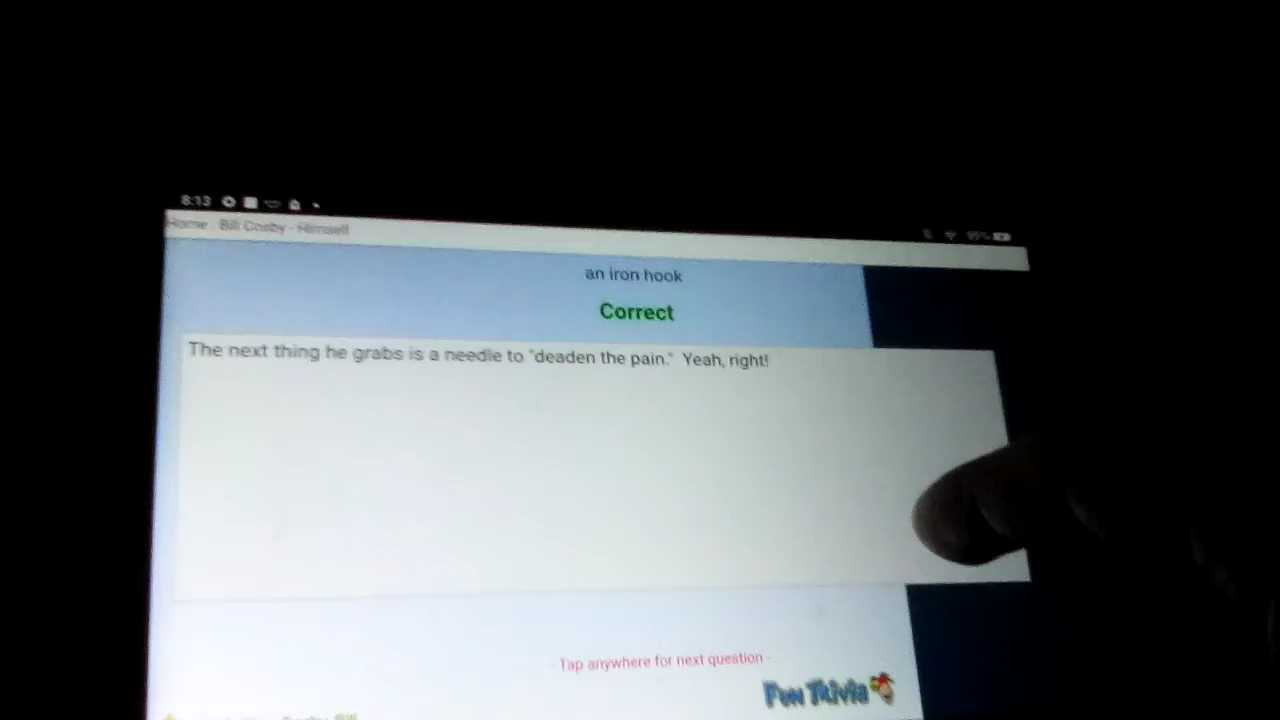 8:13
Home : Bill Cosby - Himself
95%
an iron hook
Correct
The next thing he grabs is a needle to "deaden the pain." Yeah, right!
- Tap anywhere for next question -
Fun Trivia